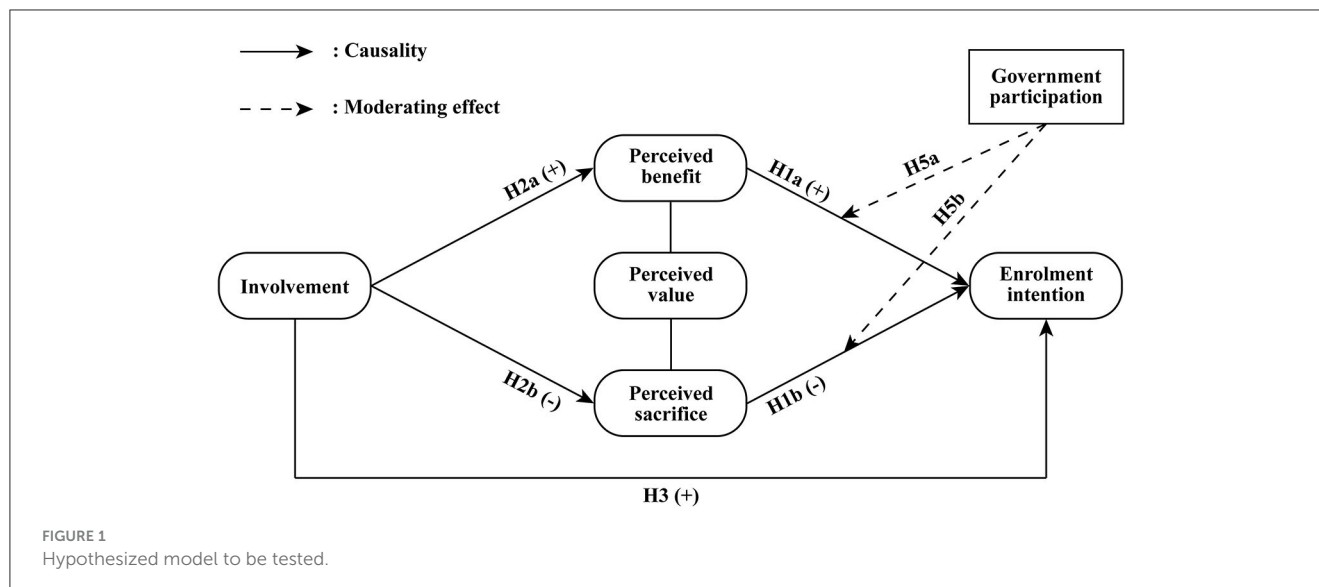 : Causality
: Moderating effect
Government
participation
Perceived
benefit
H2a (+)
H1a (+)
H5a
H5b
Involvement
Perceived
value
Enrolment
intention
H2b (-)
Perceived
sacrifice
H1b (-)
H3 (+)
FIGURE 1
Hypothesized model to be tested.